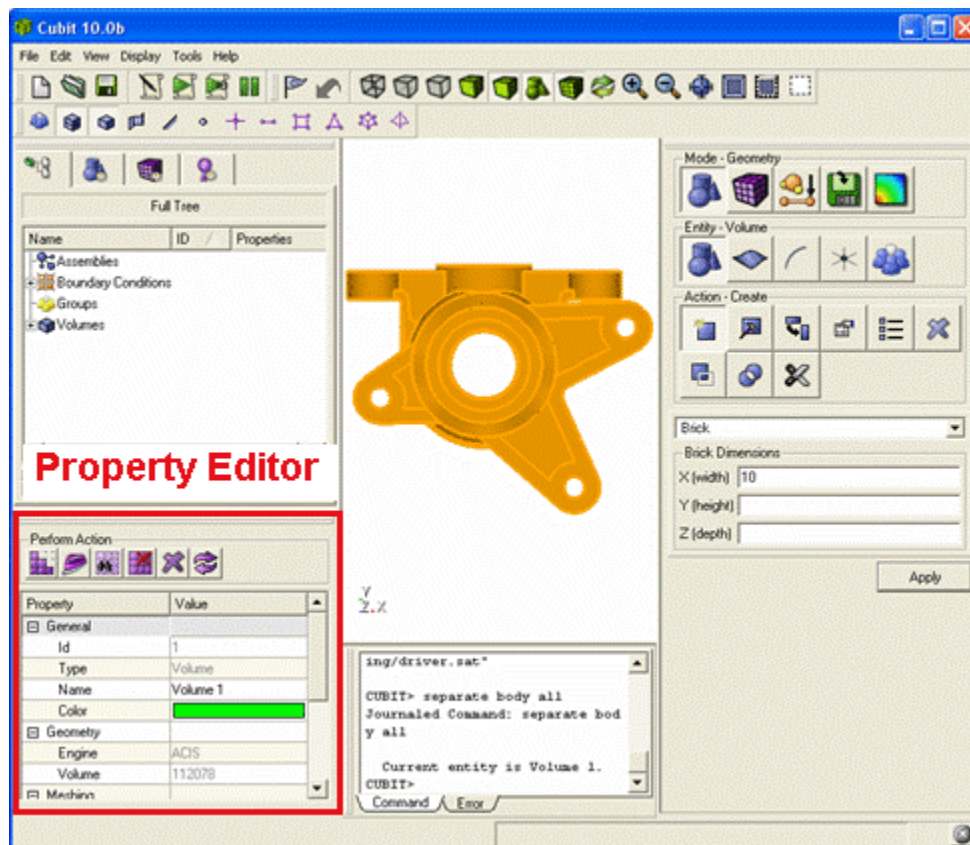 Cubit 10.0b
File Edit View Display Tools Help
Full Tree
Name ID / Properties
Assemblies
Boundary Conditions
Groups
Volumes
Property Editor
Perform Action
Property Value
General
Id 1
Type Volume
Name Volume 1
Color
Geometry
Engine ACIS
Volume 112078
Meshing
Y
Z X
ing/driver.sat"
CUBIT> separate body all
Journaled Command: separate bod
y all
Current entity is Volume 1.
CUBIT>
Command Error
Mode - Geometry
Entity - Volume
Action - Create
Brick
Brick Dimensions
X (width) 10
Y (height)
Z (depth)
Apply